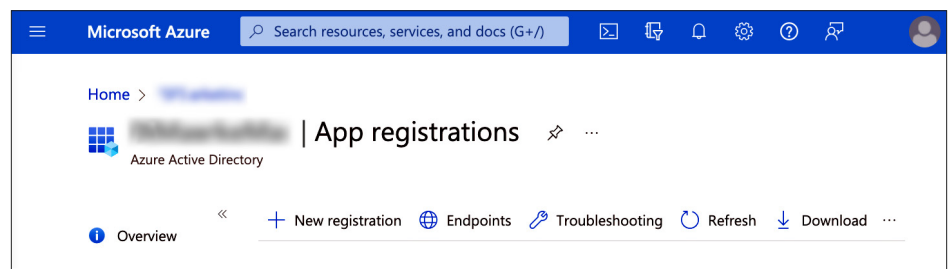 Microsoft Azure Search resources, services, and docs (G+/)
Home >
| App registrations ...
Azure Active Directory
« + New registration Endpoints Troubleshooting Refresh Download ...
Overview